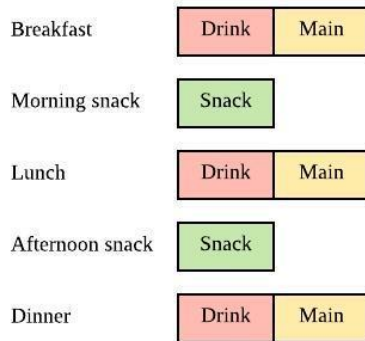 Breakfast Drink Main
Morning snack Snack
Lunch Drink Main
Afternoon snack Snack
Dinner Drink Main